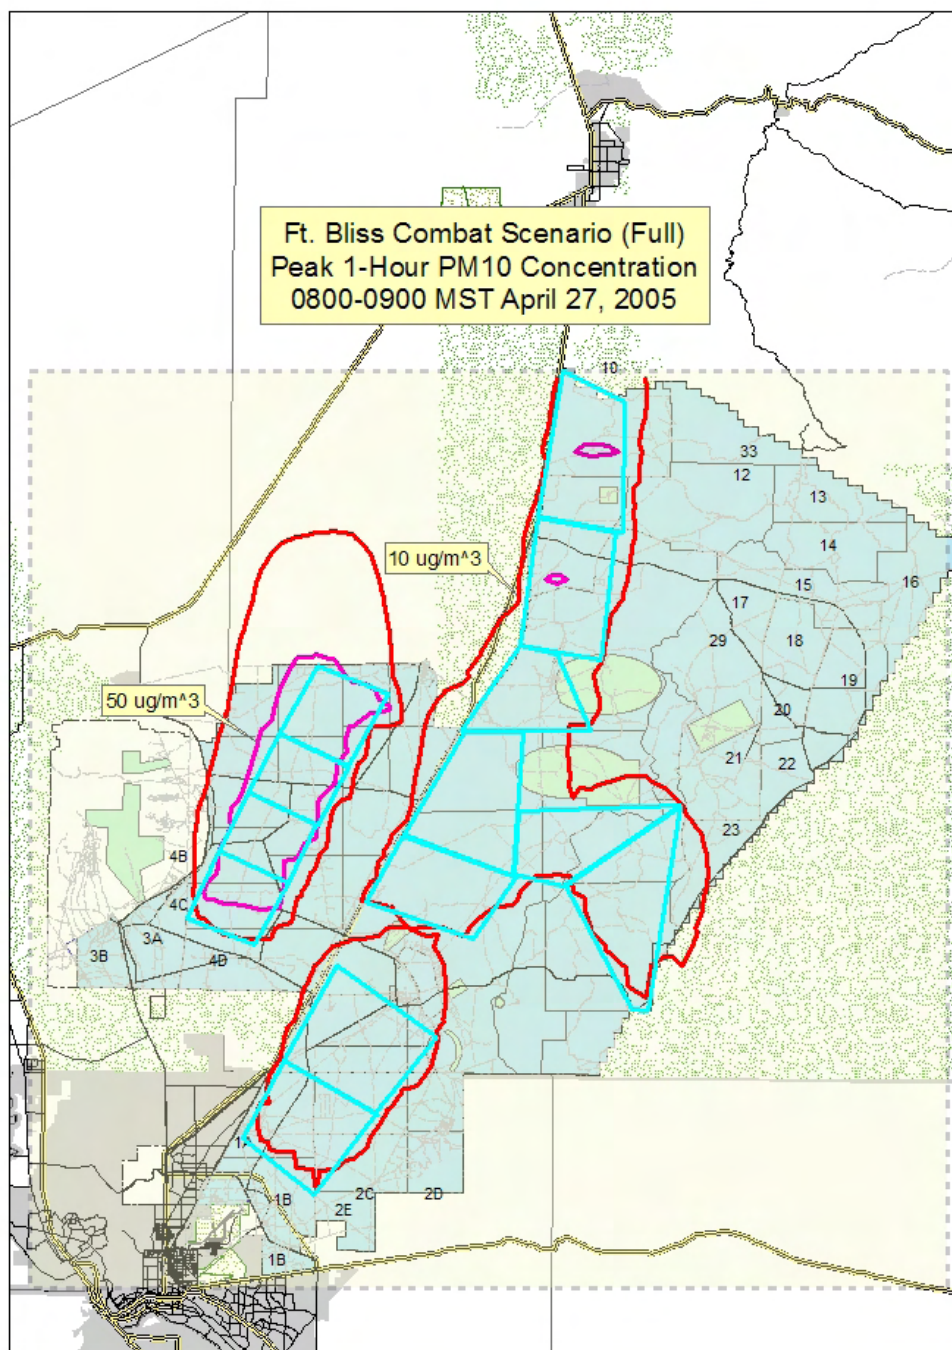 Ft. Bliss Combat Scenario (Full)
Peak 1-Hour PM10 Concentration
0800-0900 MST April 27, 2005
10
33
12
13
14
10 ug/m^3
15
16
17
29
18
19
50 ug/m^3
20
21
22
23
4B
4C
3A
3B
4D
1A
1B
2C
2D
2E
1B